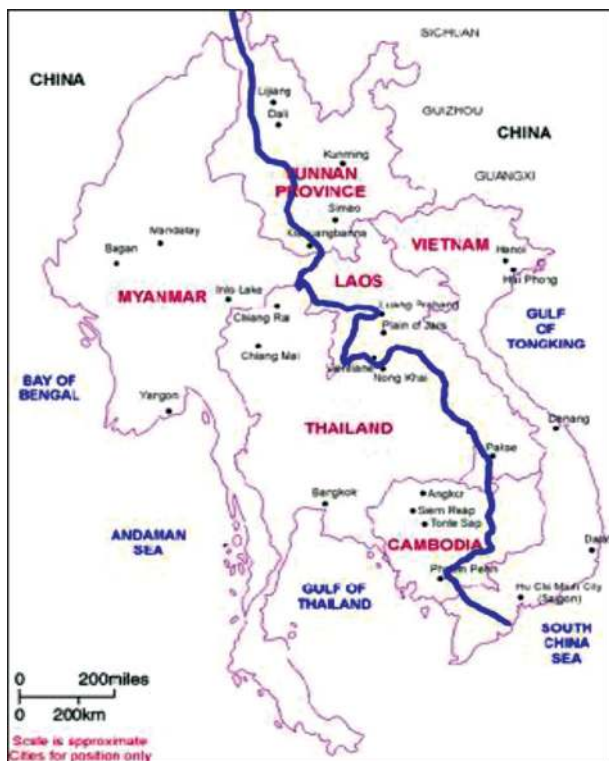 SICHUAN
CHINA
Lijiang
Dali
GUIZHOU
CHINA
Kunming
YUNNAN
PROVINCE
GUANGXI
Simao
VIETNAM
Mandalay
Hanoi
Bagan
Hai Phong
LAOS
MYANMAR
Inlo Lake
Luang Prabang
Chiang Rai
Plain of Jars
GULF
OF
TONGKING
Chiang Mai
Vientiane
Nong Khai
BAY OF
BENGAL
Yangon
THAILAND
Danang
Pakse
Bangkok
Angkor
Siem Reap
Tonle Sap
ANDAMAN
SEA
CAMBODIA
Phnom Penh
GULF OF
THAILAND
Hu Chi Minh City
(Saigon)
SOUTH
CHINA
SEA
0 200miles
0 200km
Scale is approximate
Cities for position only